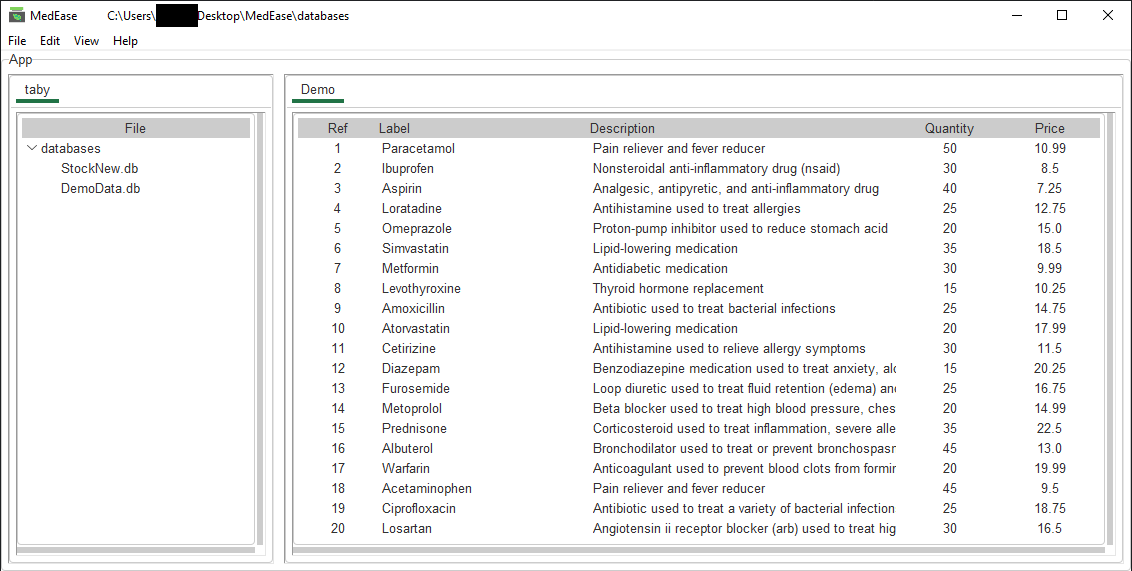 MedEase C:\Users\ Desktop\MedEase\databases
File Edit View Help
App
taby
File
databases
StockNew.db
DemoData.db
Demo
Ref Label Description Quantity Price
1 Paracetamol Pain reliever and fever reducer 50 10.99
2 Ibuprofen Nonsteroidal anti-inflammatory drug (nsaid) 30 8.5
3 Aspirin Analgesic, antipyretic, and anti-inflammatory drug 40 7.25
4 Loratadine Antihistamine used to treat allergies 25 12.75
5 Omeprazole Proton-pump inhibitor used to reduce stomach acid 20 15.0
6 Simvastatin Lipid-lowering medication 35 18.5
7 Metformin Antidiabetic medication 30 9.99
8 Levothyroxine Thyroid hormone replacement 15 10.25
9 Amoxicillin Antibiotic used to treat bacterial infections 25 14.75
10 Atorvastatin Lipid-lowering medication 20 17.99
11 Cetirizine Antihistamine used to relieve allergy symptoms 30 11.5
12 Diazepam Benzodiazepine medication used to treat anxiety, alc 15 20.25
13 Furosemide Loop diuretic used to treat fluid retention (edema) and 25 16.75
14 Metoprolol Beta blocker used to treat high blood pressure, ches 20 14.99
15 Prednisone Corticosteroid used to treat inflammation, severe alle 35 22.5
16 Albuterol Bronchodilator used to treat or prevent bronchospasm 45 13.0
17 Warfarin Anticoagulant used to prevent blood clots from formin 20 19.99
18 Acetaminophen Pain reliever and fever reducer 45 9.5
19 Ciprofloxacin Antibiotic used to treat a variety of bacterial infection 25 18.75
20 Losartan Angiotensin ii receptor blocker (arb) used to treat hig 30 16.5